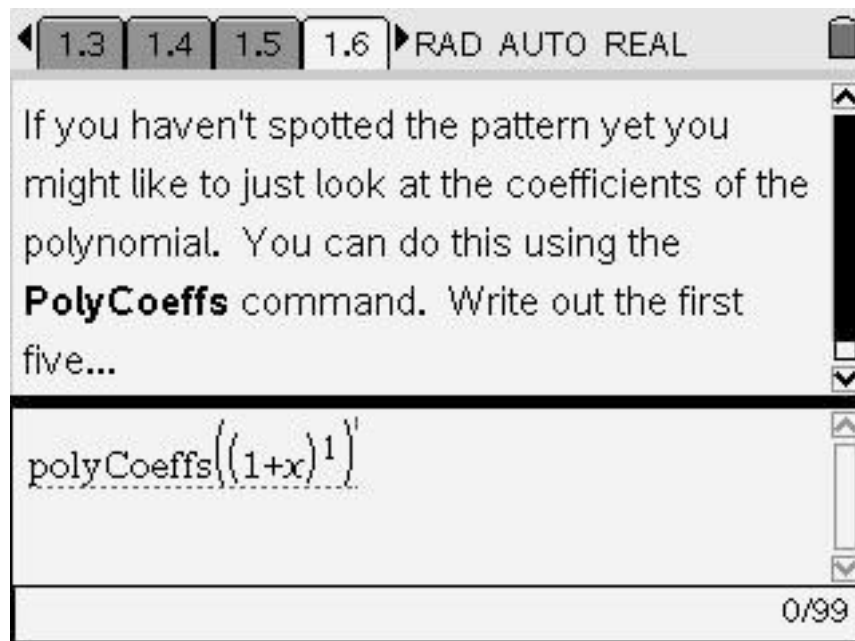 1.3 1.4 1.5 1.6 RAD AUTO REAL
If you haven't spotted the pattern yet you
might like to just look at the coefficients of the
polynomial. You can do this using the
PolyCoeffs command. Write out the first
five...
polyCoeffs((1+x)^1)
0/99